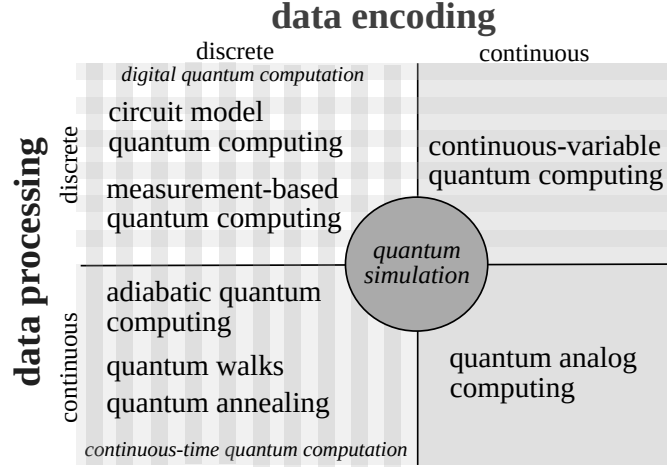 data encoding
discrete
continuous
digital quantum computation
data processing
discrete
circuit model
quantum computing
measurement-based
quantum computing
continuous-variable
quantum computing
quantum
simulation
continuous
adiabatic quantum
computing
quantum walks
quantum annealing
continuous-time quantum computation
quantum analog
computing